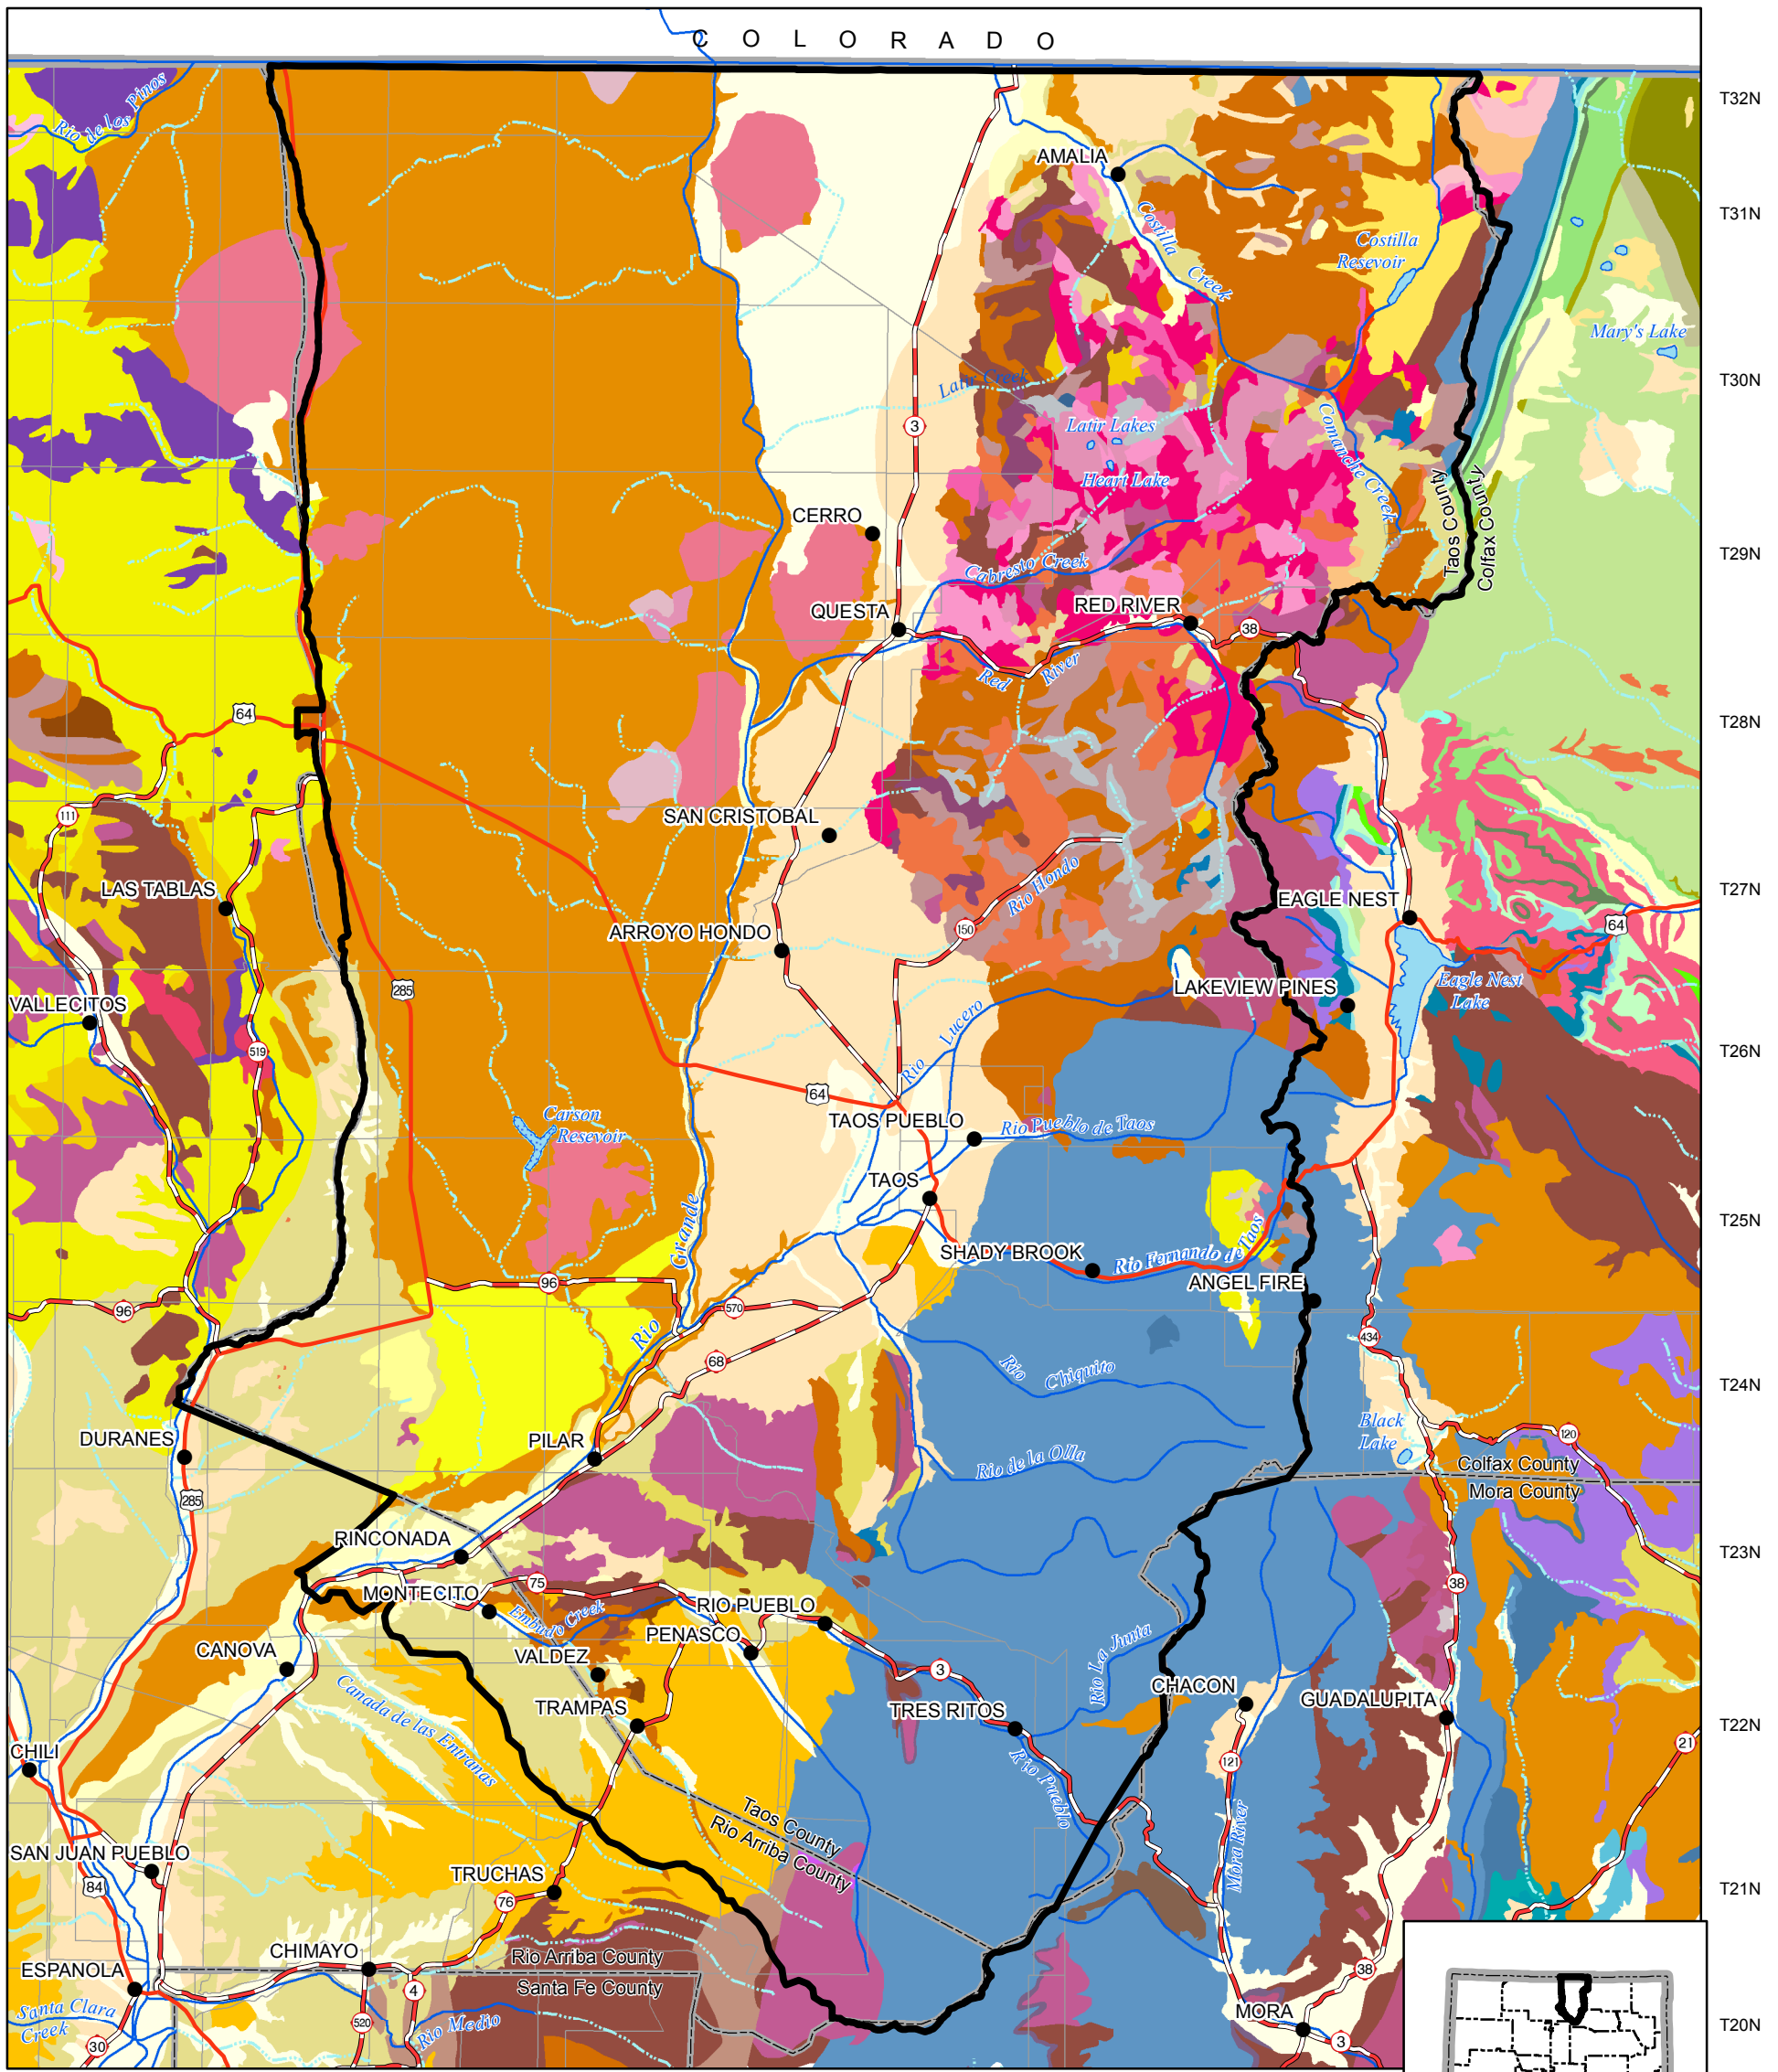 COLORADO
T32N
Rio de los Pinos
AMALIA
T31N
Costilla Creek
Costilla
Resevoir
Mary's Lake
T30N
Latir Creek
3
Latir Lakes
Comanche Creek
Heart Lake
Taos County
Colfax County
CERRO
T29N
Cabresto Creek
QUESTA
RED RIVER
38
Red River
64
T28N
111
SAN CRISTOBAL
LAS TABLAS
Rio Hondo
EAGLE NEST
T27N
64
ARROYO HONDO
150
285
VALLECITOS
LAKEVIEW PINES
Eagle Nest
Lake
519
Rio Lucero
T26N
64
Carson
Resevoir
TAOS PUEBLO
Rio Pueblo de Taos
TAOS
T25N
Rio Grande
SHADY BROOK
Rio Fernando de Taos
96
96
ANGEL FIRE
570
434
68
Rio Chiquito
T24N
DURANES
PILAR
Black
Lake
120
Rio de la Olla
Colfax County
285
Mora County
RINCONADA
T23N
75
38
MONTECITO
Embudo Creek
RIO PUEBLO
PENASCO
CANOVA
VALDEZ
3
Rio La Junta
Canada de las Entranas
TRAMPAS
TRES RITOS
CHACON
GUADALUPITA
T22N
CHILI
21
121
Rio Pueblo
Taos County
Rio Arriba County
Mora River
SAN JUAN PUEBLO
84
TRUCHAS
T21N
76
CHIMAYO
Rio Arriba County
ESPANOLA
Santa Fe County
38
4
Santa Clara
Creek
520
Rio Medio
MORA
T20N
30
3